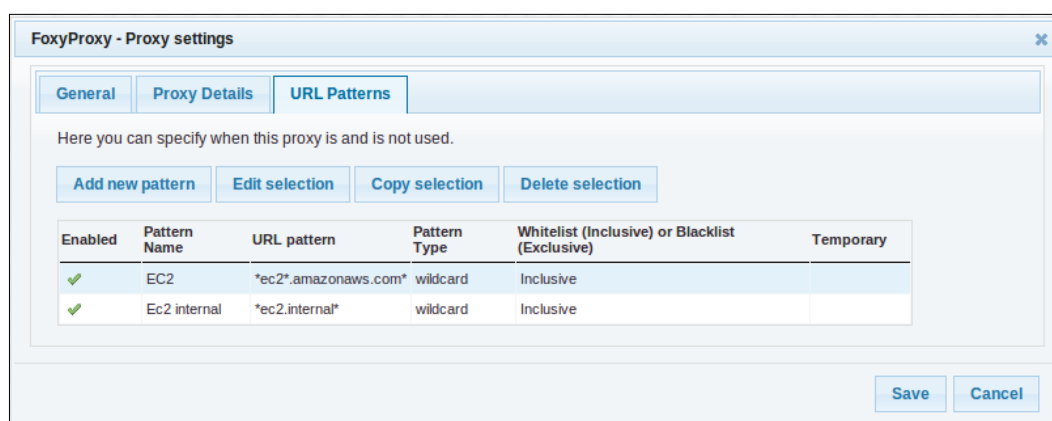 FoxyProxy - Proxy settings
General Proxy Details URL Patterns
Here you can specify when this proxy is and is not used.
Add new pattern Edit selection Copy selection Delete selection
Enabled Pattern Name URL pattern Pattern Type Whitelist (Inclusive) or Blacklist (Exclusive) Temporary
EC2 *ec2*.amazonaws.com* wildcard Inclusive
Ec2 internal *ec2.internal* wildcard Inclusive
Save Cancel